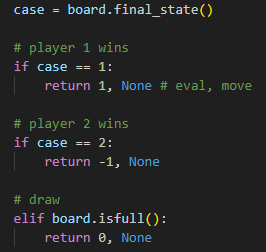 case = board.final_state()
# player 1 wins
if case == 1:
    return 1, None # eval, move
# player 2 wins
if case == 2:
    return -1, None
# draw
elif board.isfull():
    return 0, None